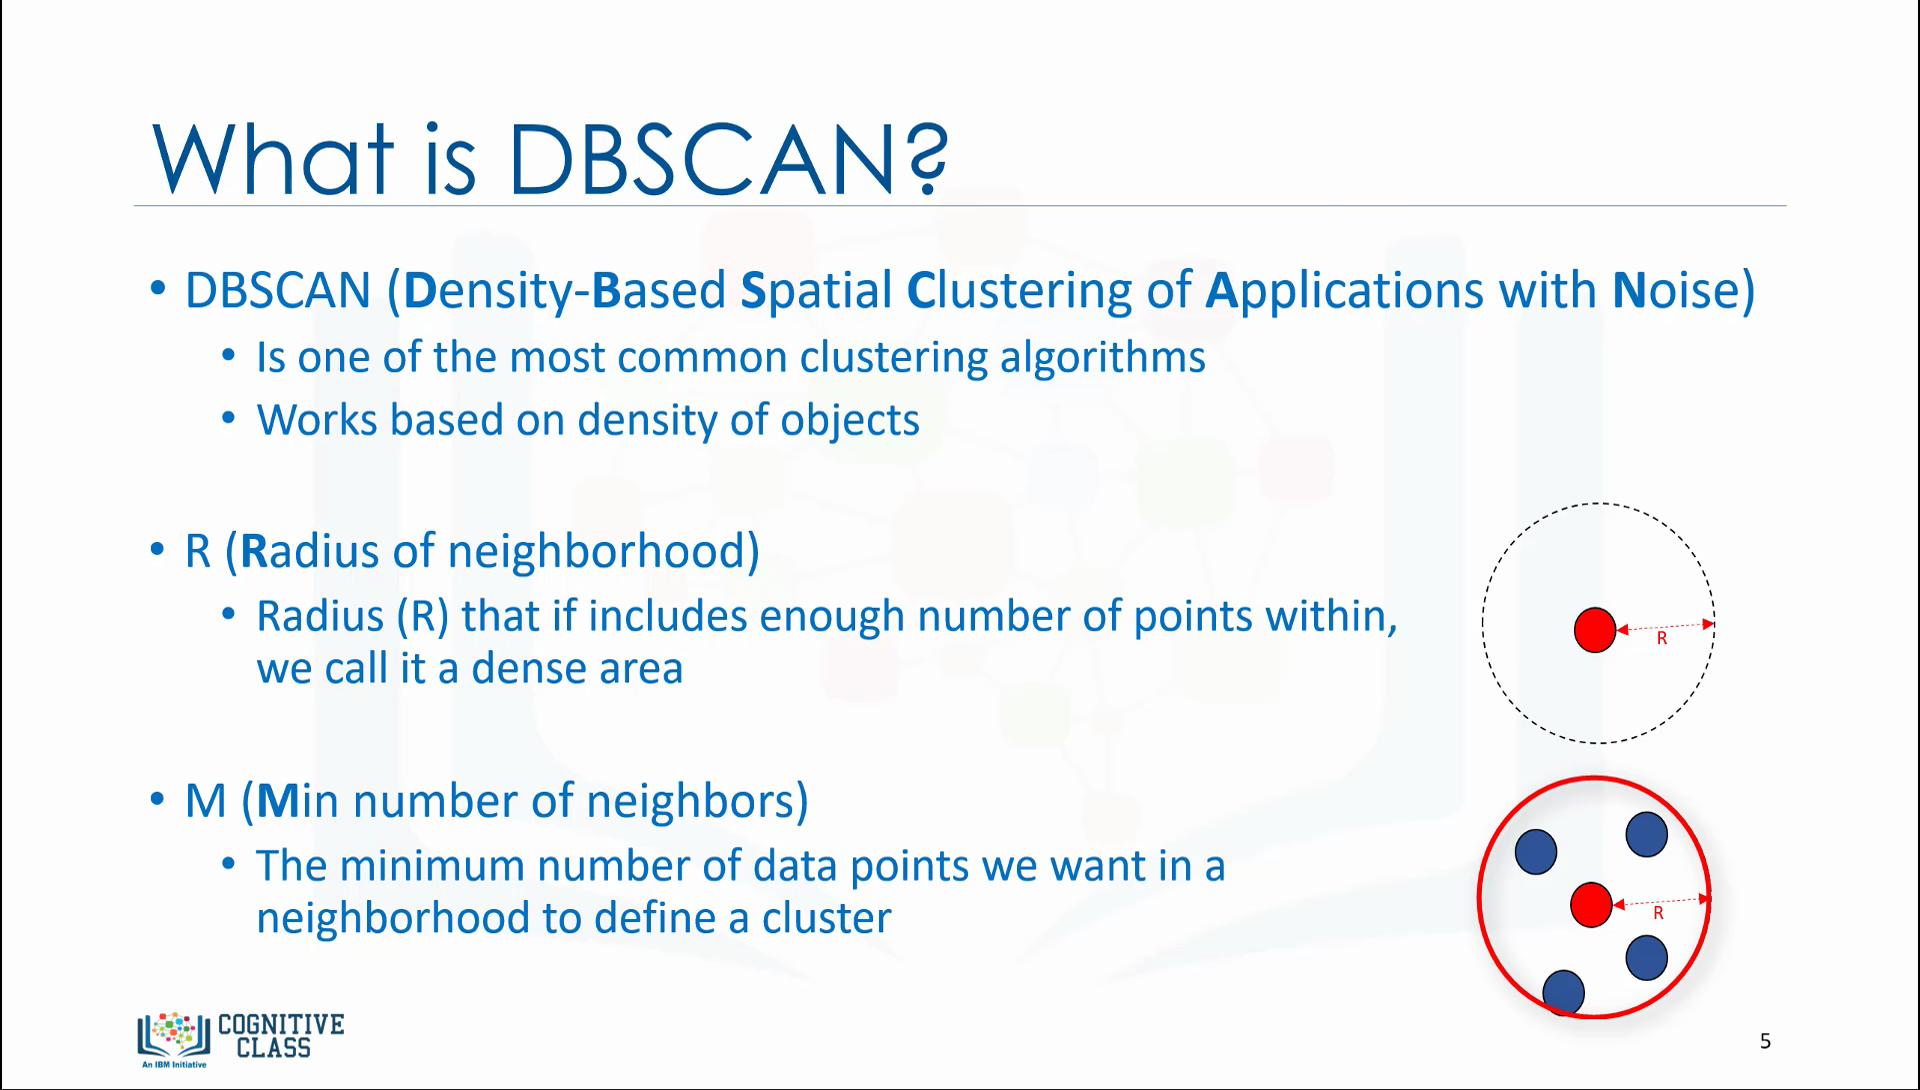 What is DBSCAN?
• DBSCAN (Density-Based Spatial Clustering of Applications with Noise)
• Is one of the most common clustering algorithms
• Works based on density of objects
• R (Radius of neighborhood)
• Radius (R) that if includes enough number of points within,
we call it a dense area
R
• M (Min number of neighbors)
• The minimum number of data points we want in a
neighborhood to define a cluster
R
COGNITIVE
CLASS
An IBM Initiative
5